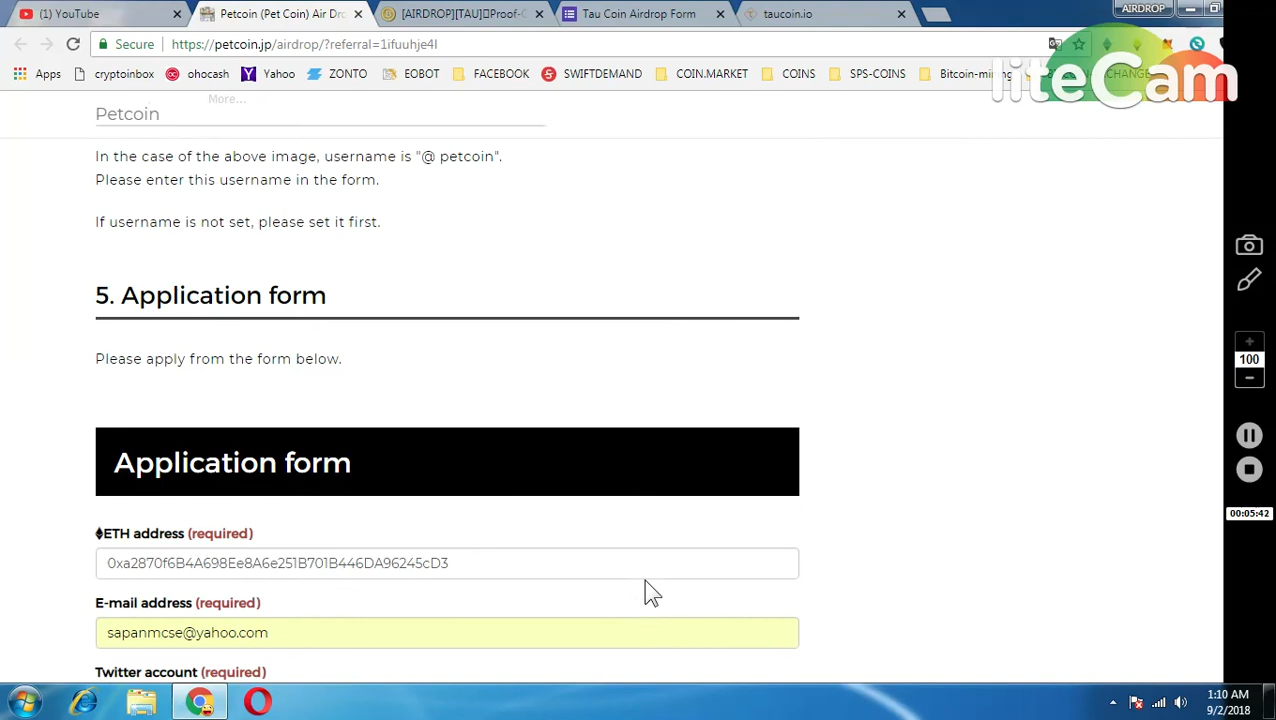 (1) YouTube
Petcoin (Pet Coin) Air Dro
[AIRDROP][TAU]
Tau Coin Airdrop Form
taucoin.io
AIRDROP
Secure
https://petcoin.jp/airdrop/?referral=1ifuuhje4l
Apps
cryptoinbox
ohocash
Yahoo
ZONTO
EOBOT
FACEBOOK
SWIFTDEMAND
COIN.MARKET
COINS
SPS-COINS
liteCam
More...
Petcoin
In the case of the above image, username is "@ petcoin".
Please enter this username in the form.
If username is not set, please set it first.
5. Application form
Please apply from the form below.
Application form
ETH address (required)
0xa2870f6B4A698Ee8A6e251B701B446DA96245cD3
E-mail address (required)
sapanmcse@yahoo.com
Twitter account (required)
100
00:05:42
1:10 AM
9/2/2018